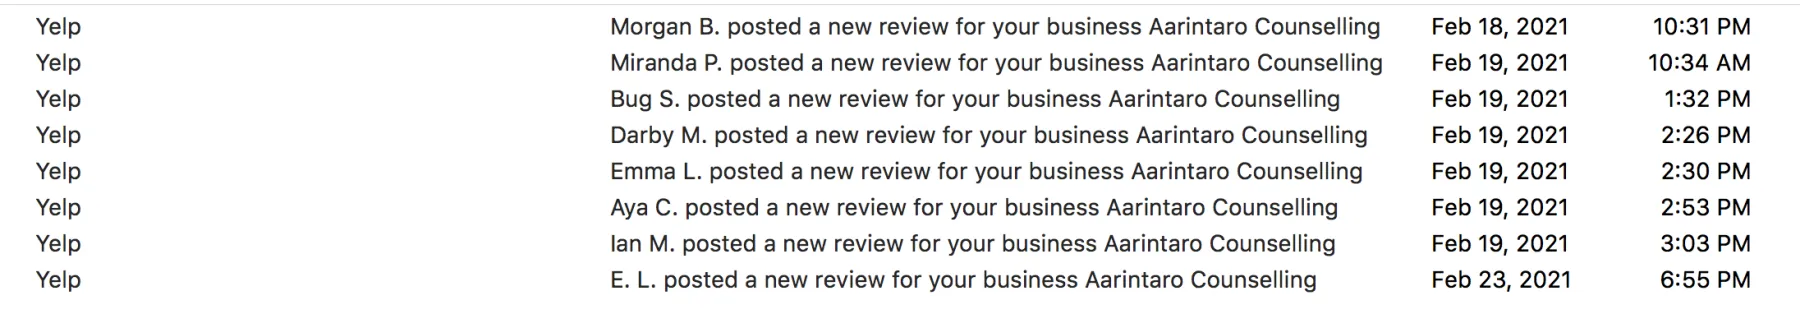 Yelp Morgan B. posted a new review for your business Aarintaro Counselling Feb 18, 2021 10:31 PM
Yelp Miranda P. posted a new review for your business Aarintaro Counselling Feb 19, 2021 10:34 AM
Yelp Bug S. posted a new review for your business Aarintaro Counselling Feb 19, 2021 1:32 PM
Yelp Darby M. posted a new review for your business Aarintaro Counselling Feb 19, 2021 2:26 PM
Yelp Emma L. posted a new review for your business Aarintaro Counselling Feb 19, 2021 2:30 PM
Yelp Aya C. posted a new review for your business Aarintaro Counselling Feb 19, 2021 2:53 PM
Yelp Ian M. posted a new review for your business Aarintaro Counselling Feb 19, 2021 3:03 PM
Yelp E. L. posted a new review for your business Aarintaro Counselling Feb 23, 2021 6:55 PM